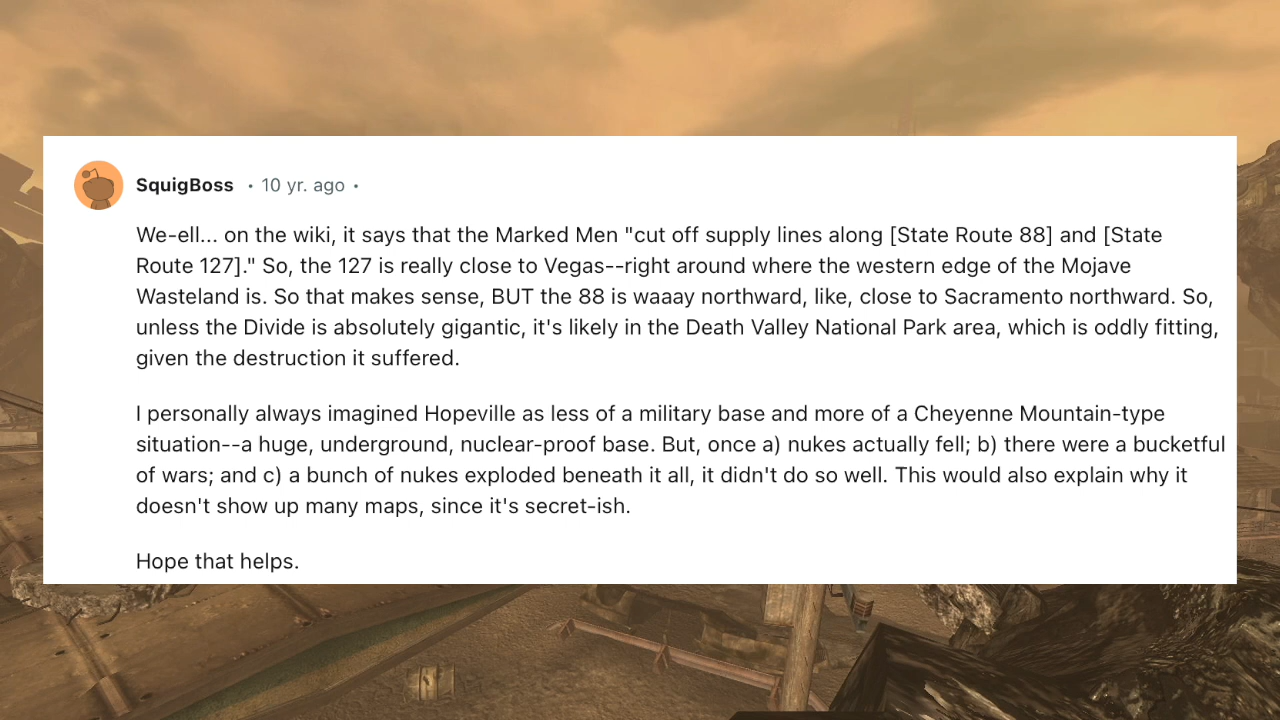 SquigBoss · 10 yr. ago ·
We-ell... on the wiki, it says that the Marked Men "cut off supply lines along [State Route 88] and [State
Route 127]." So, the 127 is really close to Vegas--right around where the western edge of the Mojave
Wasteland is. So that makes sense, BUT the 88 is waaay northward, like, close to Sacramento northward. So,
unless the Divide is absolutely gigantic, it's likely in the Death Valley National Park area, which is oddly fitting,
given the destruction it suffered.
I personally always imagined Hopeville as less of a military base and more of a Cheyenne Mountain-type
situation--a huge, underground, nuclear-proof base. But, once a) nukes actually fell; b) there were a bucketful
of wars; and c) a bunch of nukes exploded beneath it all, it didn't do so well. This would also explain why it
doesn't show up many maps, since it's secret-ish.
Hope that helps.